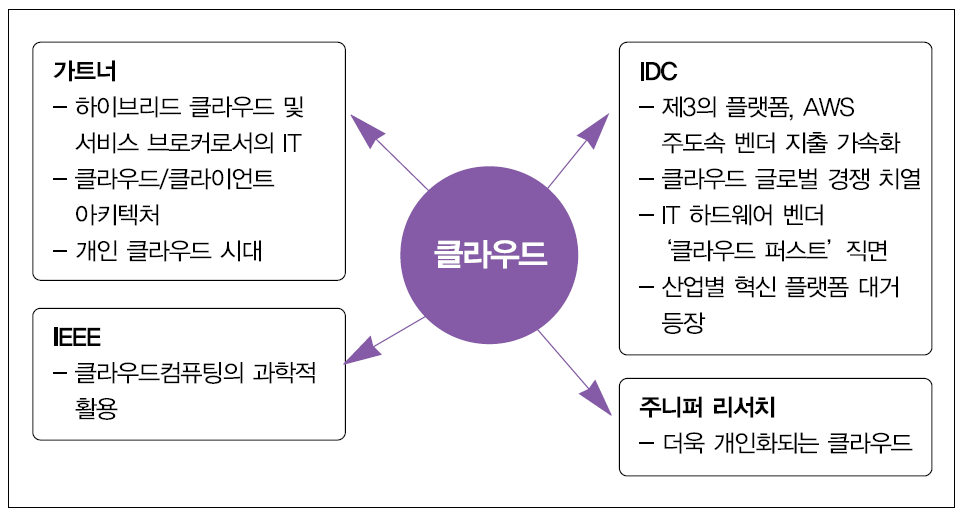 가트너
– 하이브리드 클라우드 및
서비스 브로커로서의 IT
– 클라우드/클라이언트
아키텍처
– 개인 클라우드 시대
IEEE
– 클라우드컴퓨팅의 과학적
활용
클라우드
IDC
– 제3의 플랫폼, AWS
주도속 벤더 지출 가속화
– 클라우드 글로벌 경쟁 치열
– IT 하드웨어 벤더
‘클라우드 퍼스트’ 직면
– 산업별 혁신 플랫폼 대거
등장
주니퍼 리서치
– 더욱 개인화되는 클라우드